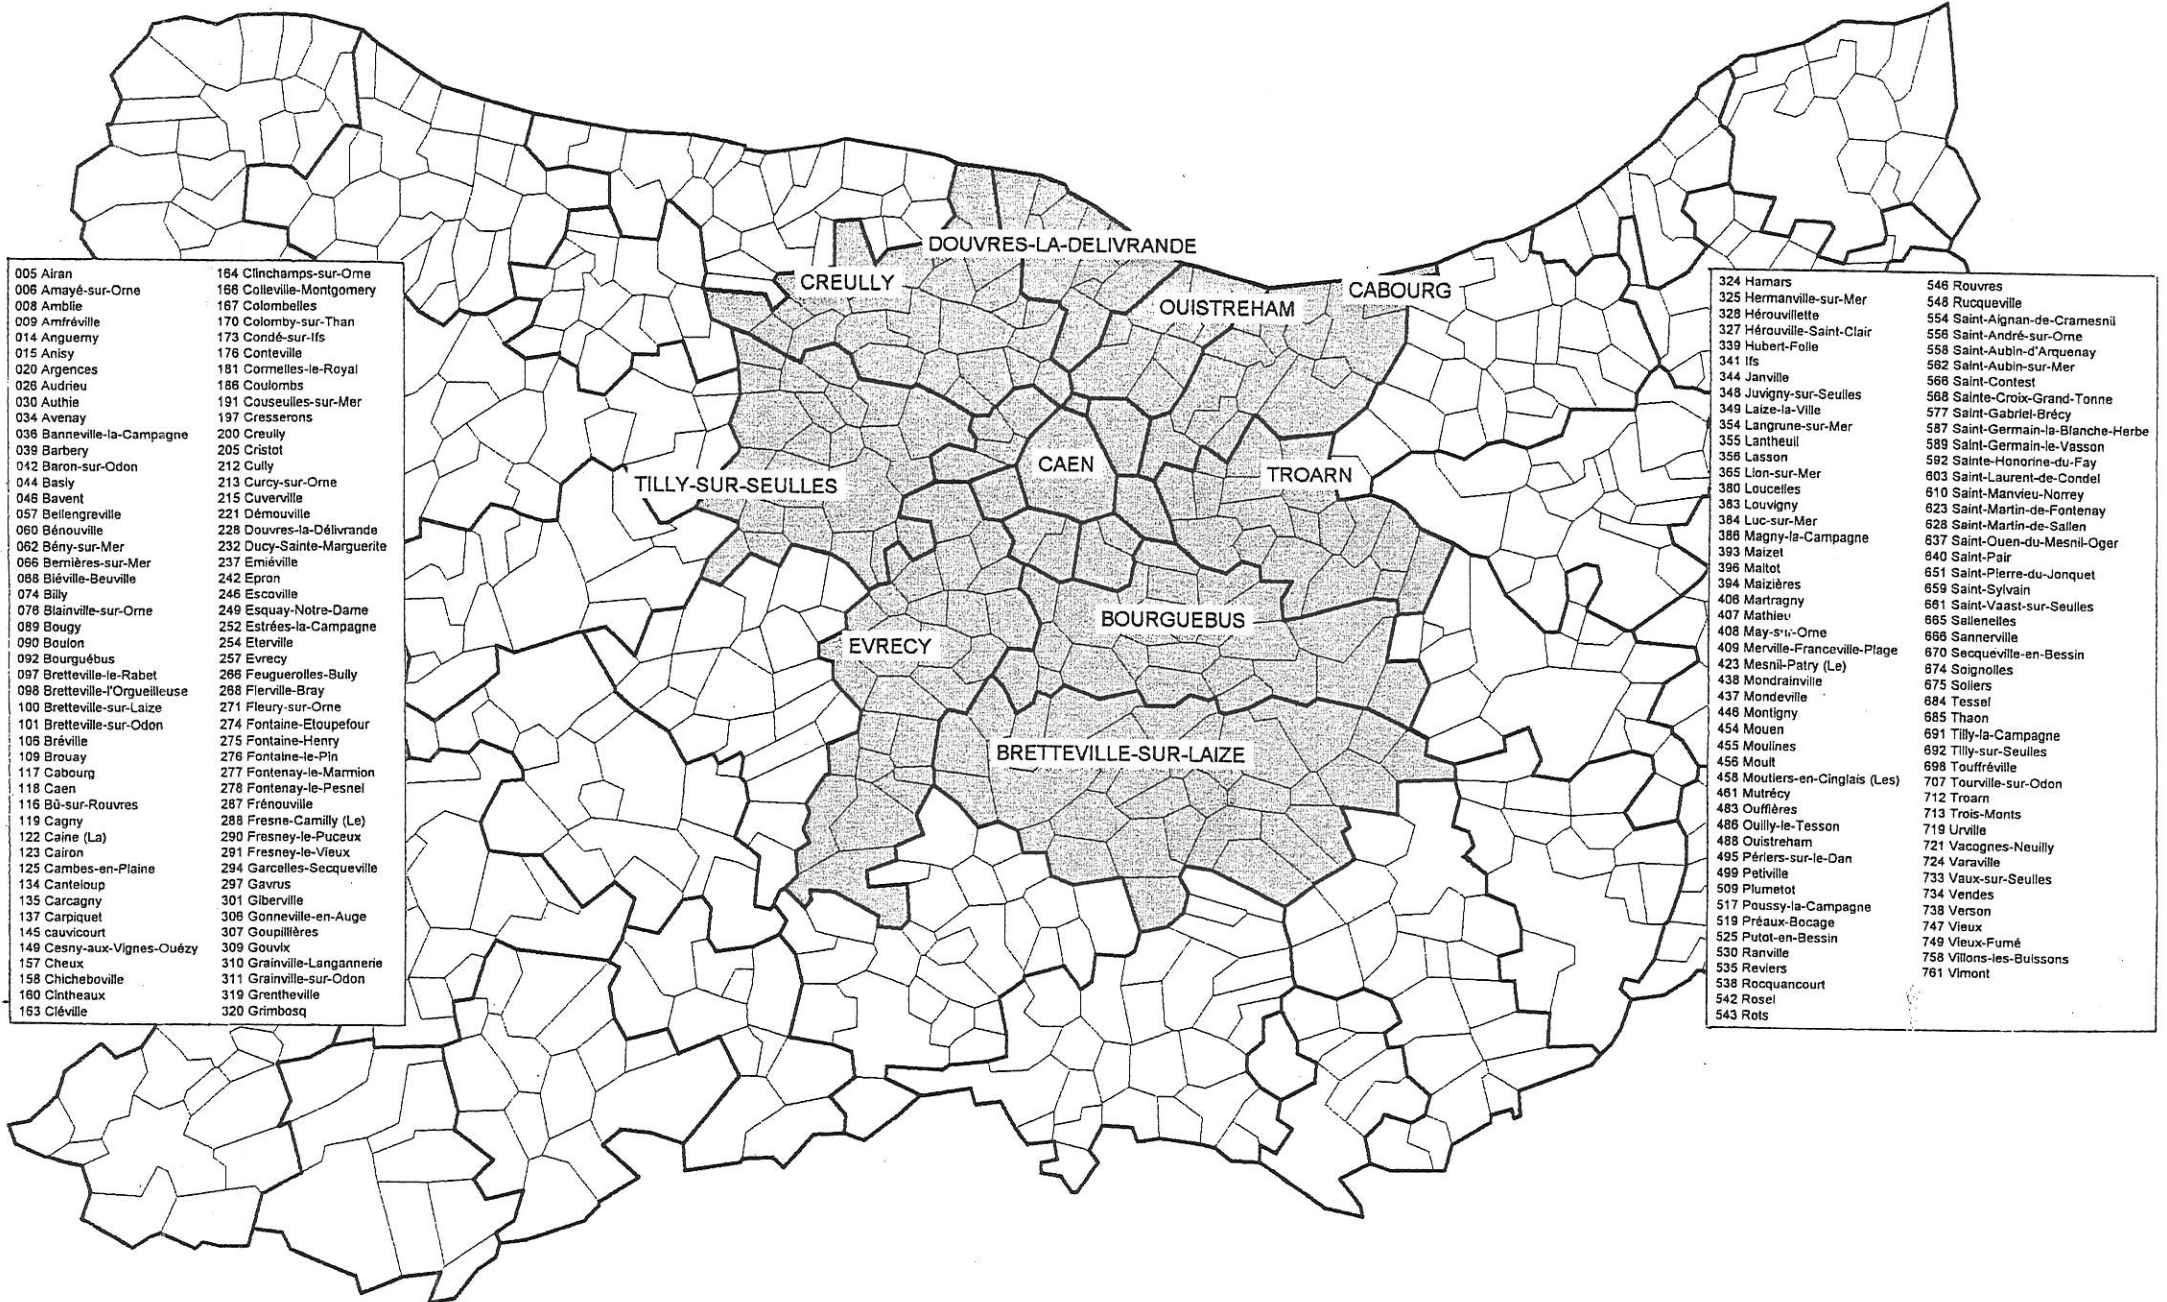 DOUVRES-LA-DELIVRANDE
CREULLY
CABOURG
OUISTREHAM
CAEN
TROARN
TILLY-SUR-SEULLES
BOURGUEBUS
EVRECY
BRETTEVILLE-SUR-LAIZE
005 Airan
006 Amayé-sur-Orne
008 Amblie
009 Amfréville
014 Anguerny
015 Anisy
020 Argences
026 Audrieu
030 Authie
034 Avenay
036 Banneville-la-Campagne
039 Barbery
042 Baron-sur-Odon
044 Basly
046 Bavent
057 Bellengreville
060 Bénouville
062 Bény-sur-Mer
066 Bernières-sur-Mer
068 Biéville-Beuville
074 Billy
076 Blainville-sur-Orne
089 Bougy
090 Boulon
092 Bourguébus
097 Bretteville-le-Rabet
098 Bretteville-l'Orgueilleuse
100 Bretteville-sur-Laize
101 Bretteville-sur-Odon
106 Bréville
109 Brouay
117 Cabourg
118 Caen
116 Bû-sur-Rouvres
119 Cagny
122 Caine (La)
123 Cairon
125 Cambes-en-Plaine
134 Canteloup
135 Carcagny
137 Carpiquet
145 cauvicourt
149 Cesny-aux-Vignes-Ouézy
157 Cheux
158 Chicheboville
160 Cintheaux
163 Cléville
164 Clinchamps-sur-Orne
166 Colleville-Montgomery
167 Colombelles
170 Colomby-sur-Than
173 Condé-sur-Ifs
176 Conteville
181 Cormelles-le-Royal
186 Coulombs
191 Couseulles-sur-Mer
197 Cresserons
200 Creully
205 Cristot
212 Cully
213 Curcy-sur-Orne
215 Cuverville
221 Démouville
228 Douvres-la-Délivrande
232 Ducy-Sainte-Marguerite
237 Emiéville
242 Epron
246 Escoville
249 Esquay-Notre-Dame
252 Estrées-la-Campagne
254 Eterville
257 Evrecy
266 Feuguerolles-Bully
268 Fierville-Bray
271 Fleury-sur-Orne
274 Fontaine-Etoupefour
275 Fontaine-Henry
276 Fontaine-le-Pin
277 Fontenay-le-Marmion
278 Fontenay-le-Pesnel
287 Frénouville
288 Fresne-Camilly (Le)
290 Fresney-le-Puceux
291 Fresney-le-Vieux
294 Garcelles-Secqueville
297 Gavrus
301 Giberville
306 Gonneville-en-Auge
307 Goupillières
309 Gouvix
310 Grainville-Langannerie
311 Grainville-sur-Odon
319 Grentheville
320 Grimbosq
324 Hamars
325 Hermanville-sur-Mer
328 Hérouvillette
327 Hérouville-Saint-Clair
339 Hubert-Folie
341 Ifs
344 Janville
348 Juvigny-sur-Seulles
349 Laize-la-Ville
354 Langrune-sur-Mer
355 Lantheuil
356 Lasson
365 Lion-sur-Mer
380 Loucelles
383 Louvigny
384 Luc-sur-Mer
386 Magny-la-Campagne
393 Maizet
396 Maltot
394 Maizières
406 Martragny
407 Mathieu
408 May-sur-Orne
409 Merville-Franceville-Plage
423 Mesnil-Patry (Le)
438 Mondrainville
437 Mondeville
446 Montigny
454 Mouen
455 Moulines
456 Moult
458 Moutiers-en-Cinglais (Les)
461 Mutrécy
483 Ouffières
486 Ouilly-le-Tesson
488 Ouistreham
495 Périers-sur-le-Dan
499 Petiville
509 Plumetot
517 Poussy-la-Campagne
519 Préaux-Bocage
525 Putot-en-Bessin
530 Ranville
535 Reviers
538 Rocquancourt
542 Rosel
543 Rots
546 Rouvres
548 Rucqueville
554 Saint-Aignan-de-Cramesnil
556 Saint-André-sur-Orne
558 Saint-Aubin-d'Arquenay
562 Saint-Aubin-sur-Mer
566 Saint-Contest
568 Sainte-Croix-Grand-Tonne
577 Saint-Gabriel-Brécy
587 Saint-Germain-la-Blanche-Herbe
589 Saint-Germain-le-Vasson
592 Sainte-Honorine-du-Fay
603 Saint-Laurent-de-Condel
610 Saint-Manvieu-Norrey
623 Saint-Martin-de-Fontenay
628 Saint-Martin-de-Sallen
637 Saint-Ouen-du-Mesnil-Oger
640 Saint-Pair
651 Saint-Pierre-du-Jonquet
659 Saint-Sylvain
661 Saint-Vaast-sur-Seulles
665 Sallenelles
666 Sannerville
670 Secqueville-en-Bessin
674 Soignolles
675 Soliers
684 Tessel
685 Thaon
691 Tilly-la-Campagne
692 Tilly-sur-Seulles
698 Touffréville
707 Tourville-sur-Odon
712 Troarn
713 Trois-Monts
719 Urville
721 Vacognes-Neuilly
724 Varaville
733 Vaux-sur-Seulles
734 Vendes
738 Verson
747 Vieux
749 Vieux-Fumé
758 Villons-les-Buissons
761 Vimont